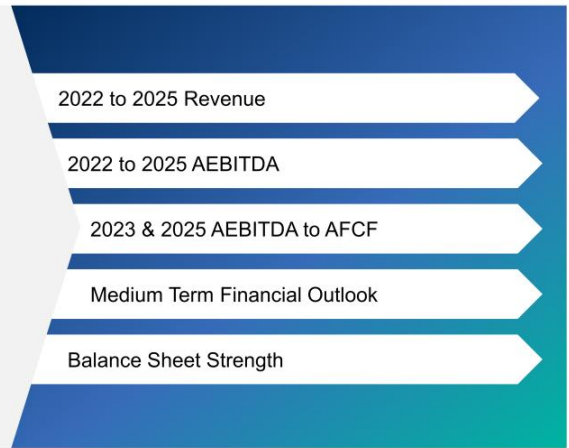 2022 to 2025 Revenue
2022 to 2025 AEBITDA
2023 & 2025 AEBITDA to AFCF
Medium Term Financial Outlook
Balance Sheet Strength